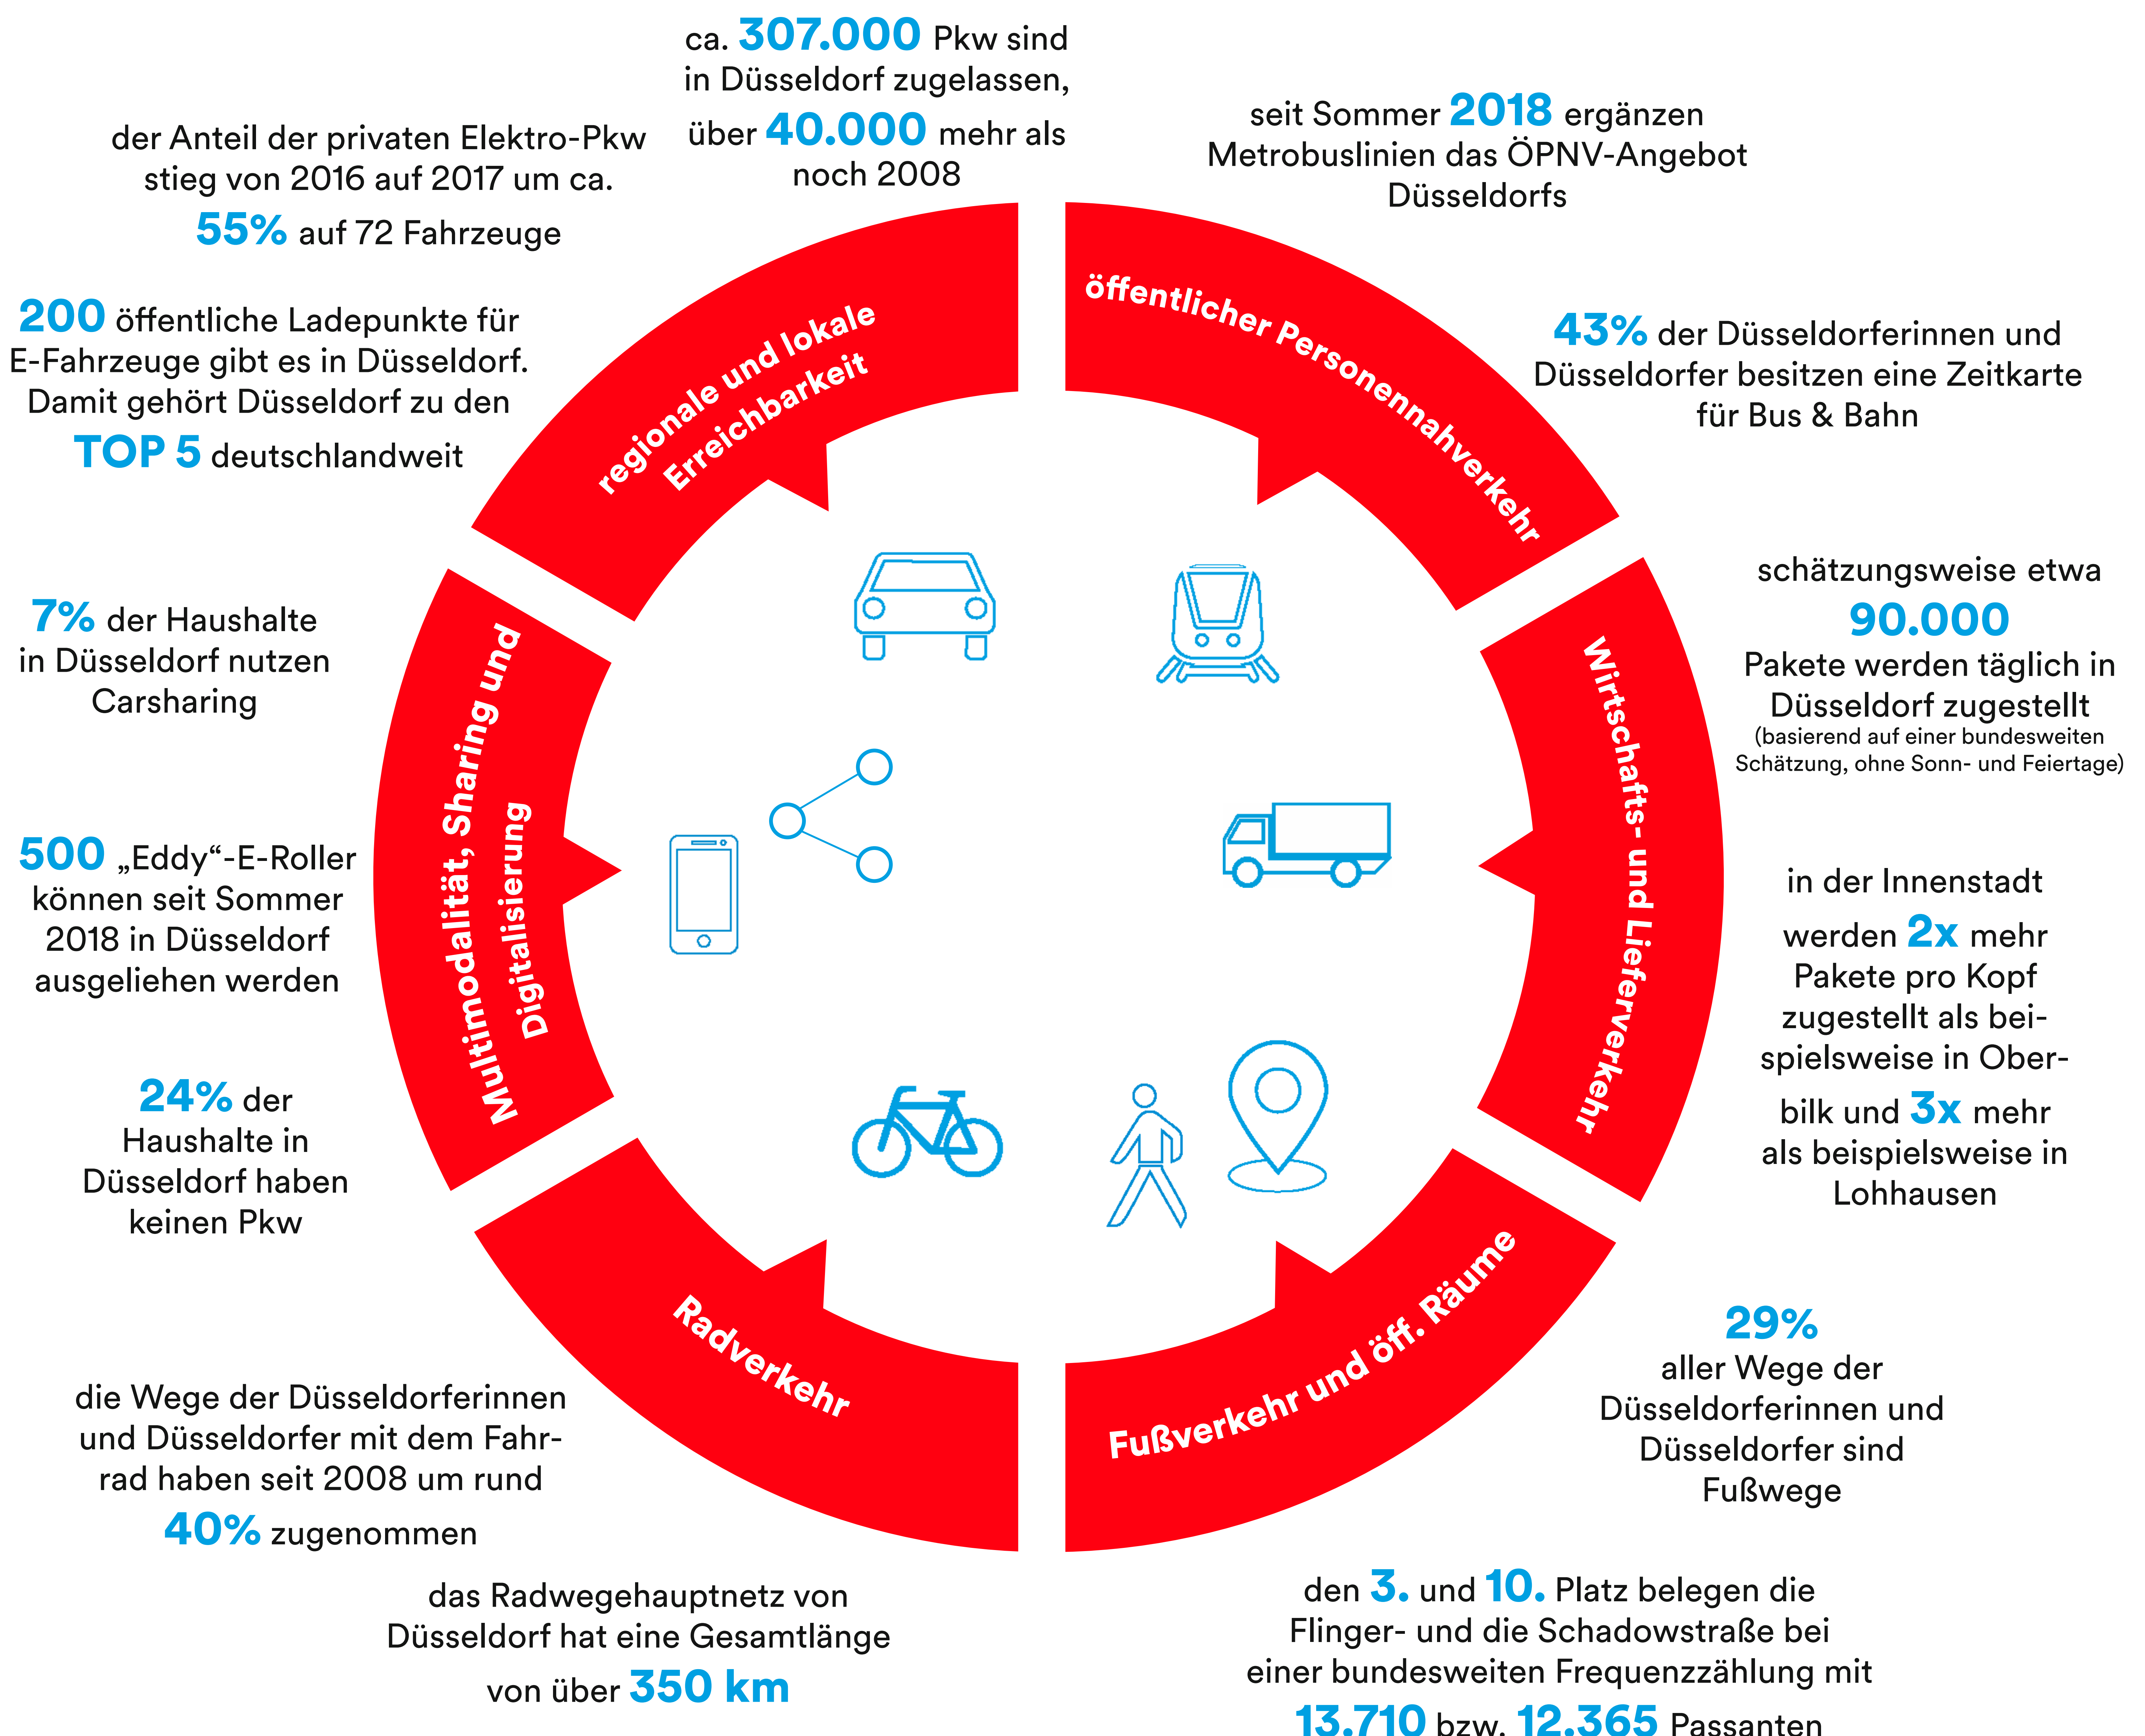 ca. 307.000 Pkw sind
in Düsseldorf zugelassen,
über 40.000 mehr als
noch 2008
seit Sommer 2018 ergänzen
Metrobuslinien das ÖPNV-Angebot
Düsseldorfs
der Anteil der privaten Elektro-Pkw
stieg von 2016 auf 2017 um ca.
55% auf 72 Fahrzeuge
200 öffentliche Ladepunkte für
E-Fahrzeuge gibt es in Düsseldorf.
Damit gehört Düsseldorf zu den
TOP 5 deutschlandweit
regionale und lokale
Erreichbarkeit
öffentlicher Personennahverkehr
43% der Düsseldorferinnen und
Düsseldorfer besitzen eine Zeitkarte
für Bus & Bahn
7% der Haushalte
in Düsseldorf nutzen
Carsharing
500 „Eddy“-E-Roller
können seit Sommer
2018 in Düsseldorf
ausgeliehen werden
24% der
Haushalte in
Düsseldorf haben
keinen Pkw
Multimodalität, Sharing und
Digitalisierung
Wirtschafts- und Lieferverkehr
schätzungsweise etwa
90.000
Pakete werden täglich in
Düsseldorf zugestellt
(basierend auf einer bundesweiten
Schätzung, ohne Sonn- und Feiertage)
in der Innenstadt
werden 2x mehr
Pakete pro Kopf
zugestellt als bei-
spielsweise in Ober-
bilk und 3x mehr
als beispielsweise in
Lohhausen
Radverkehr
Fußverkehr und öff. Räume
die Wege der Düsseldorferinnen
und Düsseldorfer mit dem Fahr-
rad haben seit 2008 um rund
40% zugenommen
das Radwegehauptnetz von
Düsseldorf hat eine Gesamtlänge
von über 350 km
29%
aller Wege der
Düsseldorferinnen und
Düsseldorfer sind
Fußwege
den 3. und 10. Platz belegen die
Flinger- und die Schadowstraße bei
einer bundesweiten Frequenzzählung mit
13.710 bzw. 12.365 Passanten